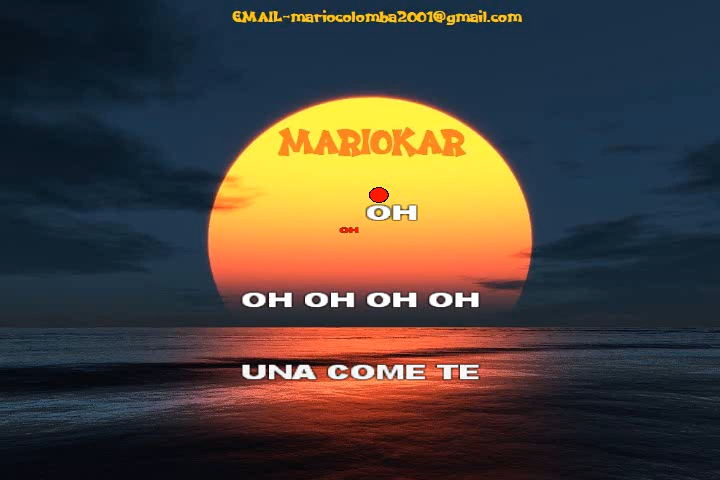 EMAIL-mariocolomba2001@gmail.com
MARIOKAR
OH
OH
OH OH OH OH
UNA COME TE